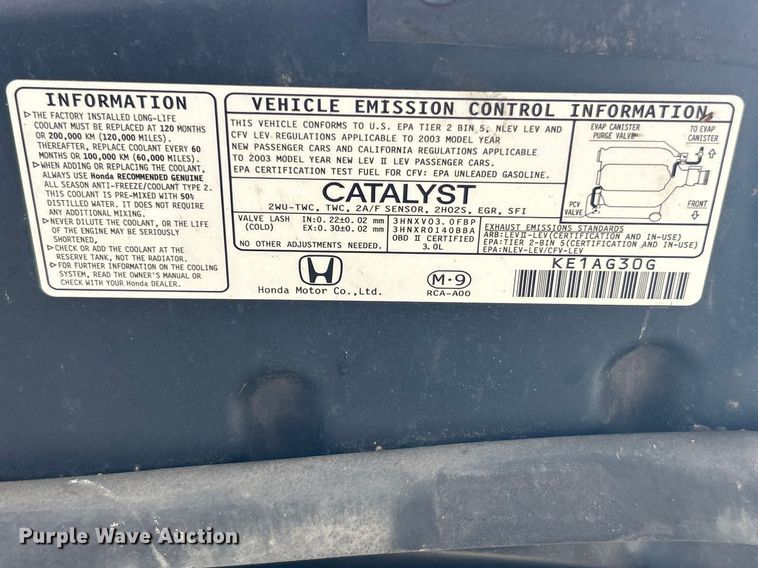 INFORMATION
▷THE FACTORY INSTALLED LONG-LIFE
COOLANT MUST BE REPLACED AT 120 MONTHS
OR 200,000 KM (120,000 MILES).
THEREAFTER, REPLACE COOLANT EVERY 60
MONTHS OR 100,000 KM (60,000 MILES).
▷WHEN ADDING OR REPLACING THE COOLANT,
ALWAYS USE Honda RECOMMENDED GENUINE
ALL SEASON ANTI-FREEZE/COOLANT TYPE 2.
THIS COOLANT IS PRE-MIXED WITH 50%
DISTILLED WATER. IT DOES NOT REQUIRE
ANY ADDITIONAL MIXING.
▷NEVER DILUTE THE COOLANT, OR THE LIFE
OF THE ENGINE MAY BE SERIOUSLY
SHORTENED,
▷CHECK OR ADD THE COOLANT AT THE
RESERVE TANK, NOT THE RADIATOR.
▷FOR FURTHER INFORMATION ON THE COOLING
SYSTEM, READ THE OWNER'S MANUAL OR
CHECK WITH YOUR Honda DEALER.
VEHICLE EMISSION CONTROL INFORMATION
THIS VEHICLE CONFORMS TO U.S. EPA TIER 2 BIN 5, NLEV LEV AND
CFV LEV REGULATIONS APPLICABLE TO 2003 MODEL YEAR
NEW PASSENGER CARS AND CALIFORNIA REGULATIONS APPLICABLE
TO 2003 MODEL YEAR NEW LEV II LEV PASSENGER CARS.
EPA CERTIFICATION TEST FUEL FOR CFV: EPA UNLEADED GASOLINE.
CATALYST
2WU-TWC, TWC, 2A/F SENSOR, 2HO2S, EGR, SFI
VALVE LASH
(COLD)
IN:0.22±0.02 mm
EX:0.30±0.02 mm
NO OTHER ADJUSTMENTS NEEDED.
3HNXV03.0FBP
3HNXR0140BBA
OBD II CERTIFIED
3.0L
EVAP CANISTER
PURGE VALVE
TO EVAP
CANISTER
PCV
VALVE
FRONT
EXHAUST EMISSIONS STANDARDS
ARB:LEVII-LEV(CERTIFICATION AND IN-USE)
EPA:TIER 2-BIN 5(CERTIFICATION AND IN-USE)
EPA:NLEV-LEV/CFV-LEV
Honda Motor Co.,Ltd.
M-9
RCA-A00
KE1AG30G
Purple Wave Auction